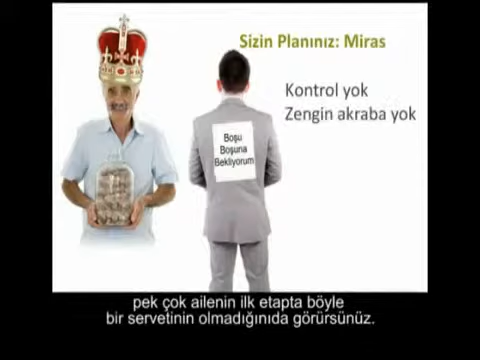 Sizin Planınız: Miras
Kontrol yok
Zengin akraba yok
Boşu
Boşuna
Bekliyorum
pek çok ailenin ilk etapta böyle
bir servetinin olmadığınıda görürsünüz.